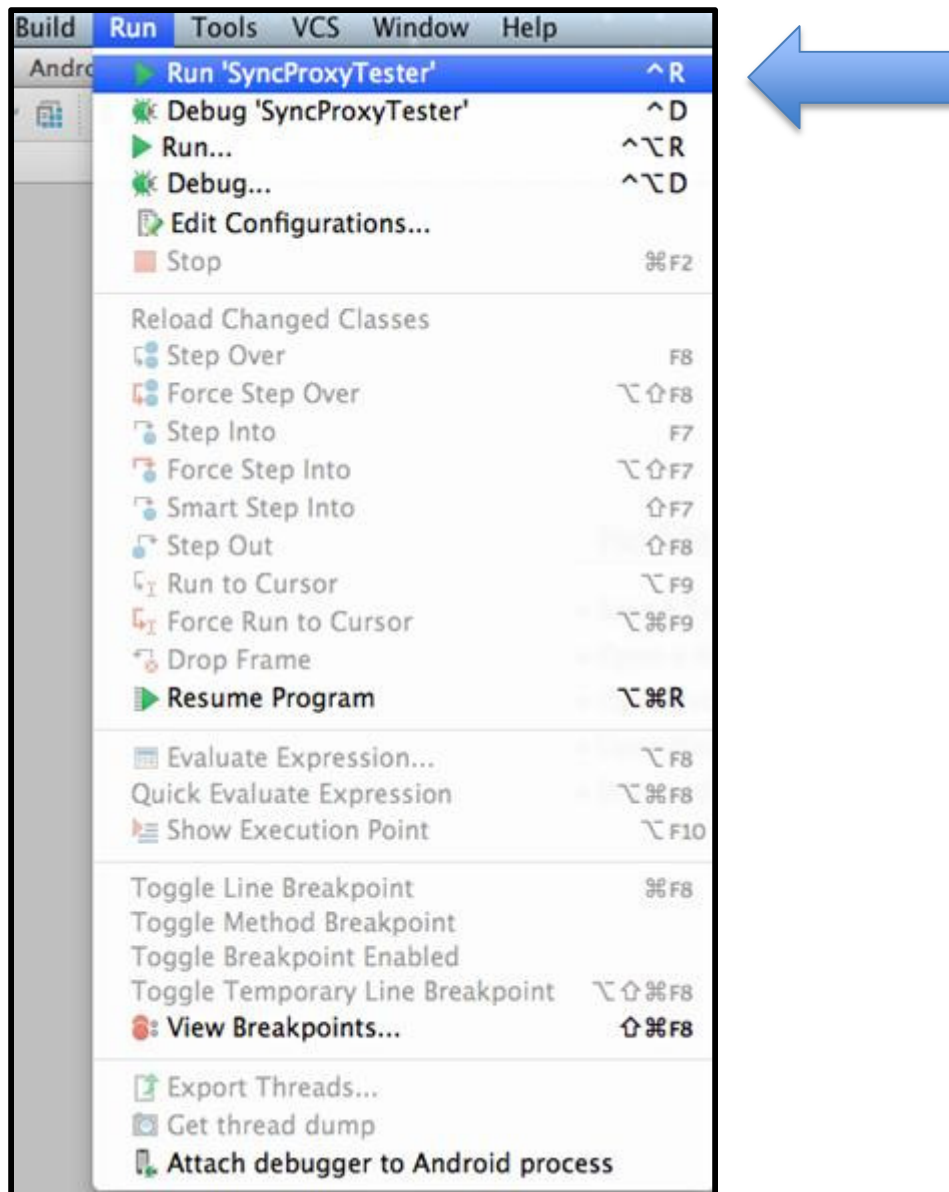 Build Run Tools VCS Window Help
Andro
Run 'SyncProxyTester' ^R
Debug 'SyncProxyTester' ^D
Run... ^⌥R
Debug... ^⌥D
Edit Configurations...
Stop ⌘F2
Reload Changed Classes
Step Over F8
Force Step Over ⌥⇧F8
Step Into F7
Force Step Into ⌥⇧F7
Smart Step Into ⇧F7
Step Out ⇧F8
Run to Cursor ⌥F9
Force Run to Cursor ⌥⌘F9
Drop Frame
Resume Program ⌥⌘R
Evaluate Expression... ⌥F8
Quick Evaluate Expression ⌥⌘F8
Show Execution Point ⌥F10
Toggle Line Breakpoint ⌘F8
Toggle Method Breakpoint
Toggle Breakpoint Enabled
Toggle Temporary Line Breakpoint ⌥⇧⌘F8
View Breakpoints... ⇧⌘F8
Export Threads...
Get thread dump
Attach debugger to Android process